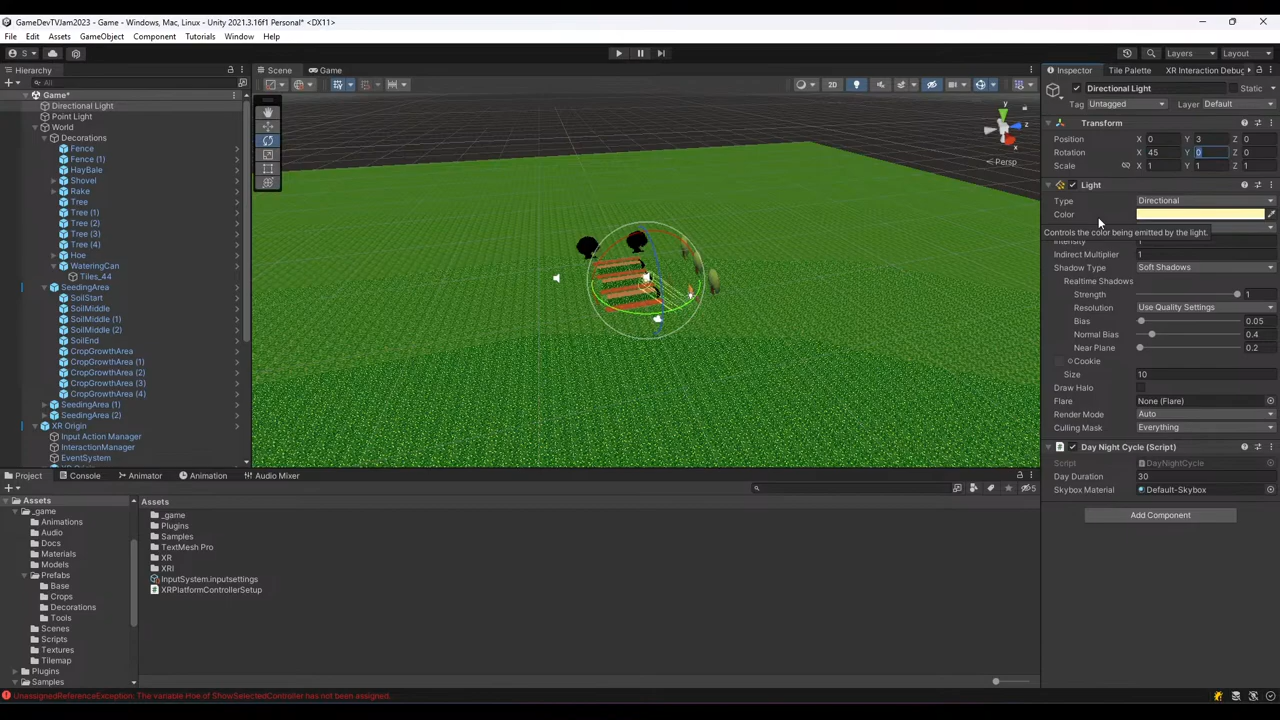 GameDevTVJam2023 - Game - Windows, Mac, Linux - Unity 2021.3.16f1 Personal* <DX11>
File Edit Assets GameObject Component Tutorials Window Help
S Layers Layout
Hierarchy
All
Game*
Directional Light
Point Light
World
Decorations
Fence
Fence (1)
HayBale
Shovel
Rake
Tree
Tree (1)
Tree (2)
Tree (3)
Tree (4)
Hoe
WateringCan
Tiles_44
SeedingArea
SoilStart
SoilMiddle
SoilMiddle (1)
SoilMiddle (2)
SoilEnd
CropGrowthArea
CropGrowthArea (1)
CropGrowthArea (2)
CropGrowthArea (3)
CropGrowthArea (4)
SeedingArea (1)
SeedingArea (2)
XR Origin
Input Action Manager
InteractionManager
EventSystem
Scene Game
2D
y
z
x
Persp
Inspector Tile Palette XR Interaction Debug
Directional Light Static
Tag Untagged Layer Default
Transform
Position X 0 Y 3 Z 0
Rotation X 45 Y 0 Z 0
Scale X 1 Y 1 Z 1
Light
Type Directional
Color
Controls the color being emitted by the light.
Intensity 1
Indirect Multiplier 1
Shadow Type Soft Shadows
Realtime Shadows
Strength 1
Resolution Use Quality Settings
Bias 0.05
Normal Bias 0.4
Near Plane 0.2
Cookie
Size 10
Draw Halo
Flare None (Flare)
Render Mode Auto
Culling Mask Everything
Day Night Cycle (Script)
Script DayNightCycle
Day Duration 30
Skybox Material Default-Skybox
Add Component
Project Console Animator Animation Audio Mixer
5
Assets
_game
Animations
Audio
Docs
Materials
Models
Prefabs
Base
Crops
Decorations
Tools
Scenes
Scripts
Textures
Tilemap
Plugins
Samples
Assets
_game
Plugins
Samples
TextMesh Pro
XR
XRI
InputSystem.inputsettings
XRPlatformControllerSetup
UnassignedReferenceException: The variable Hoe of ShowSelectedController has not been assigned.